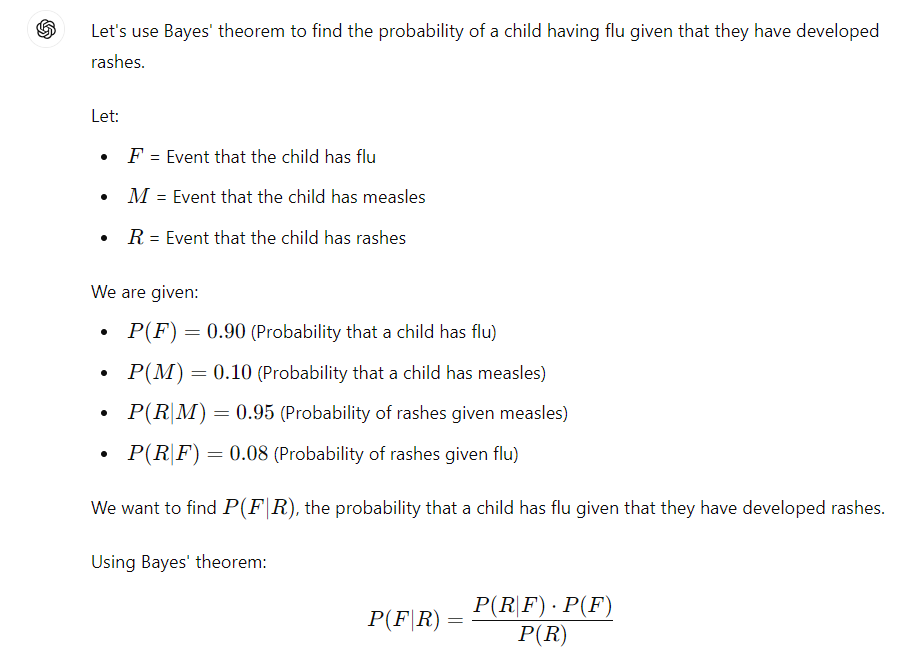 Let's use Bayes' theorem to find the probability of a child having flu given that they have developed
rashes.
Let:
• F = Event that the child has flu
• M = Event that the child has measles
• R = Event that the child has rashes
We are given:
• P(F) = 0.90 (Probability that a child has flu)
• P(M) = 0.10 (Probability that a child has measles)
• P(R|M) = 0.95 (Probability of rashes given measles)
• P(R|F) = 0.08 (Probability of rashes given flu)
We want to find P(F|R), the probability that a child has flu given that they have developed rashes.
Using Bayes' theorem:
P(F|R) = P(R|F) · P(F) / P(R)